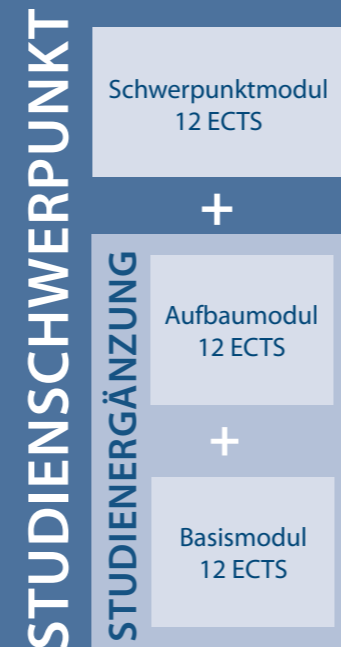 STUDIENSCHWERPUNKT
Schwerpunktmodul
12 ECTS
+
STUDIENERGÄNZUNG
Aufbaumodul
12 ECTS
+
Basismodul
12 ECTS